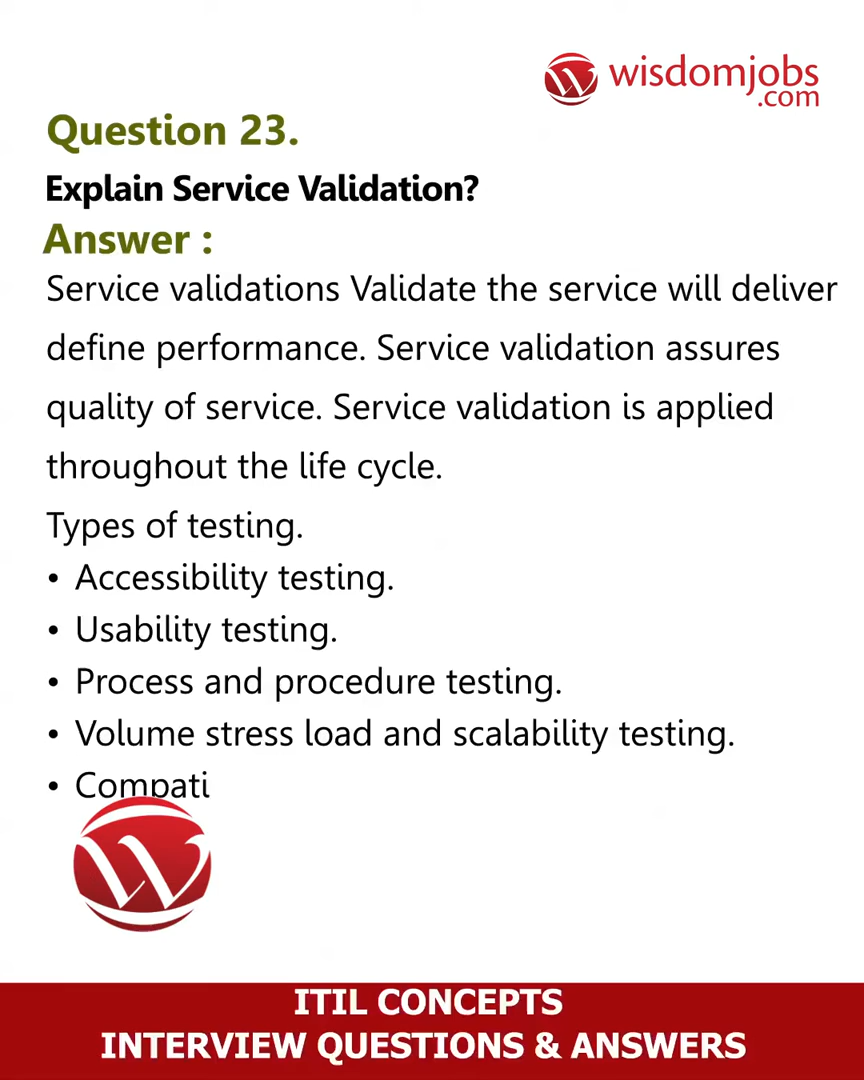 wisdomjobs
.com
Question 23.
Explain Service Validation?
Answer :
Service validations Validate the service will deliver
define performance. Service validation assures
quality of service. Service validation is applied
throughout the life cycle.
Types of testing.
• Accessibility testing.
• Usability testing.
• Process and procedure testing.
• Volume stress load and scalability testing.
• Compati
ITIL CONCEPTS
INTERVIEW QUESTIONS & ANSWERS